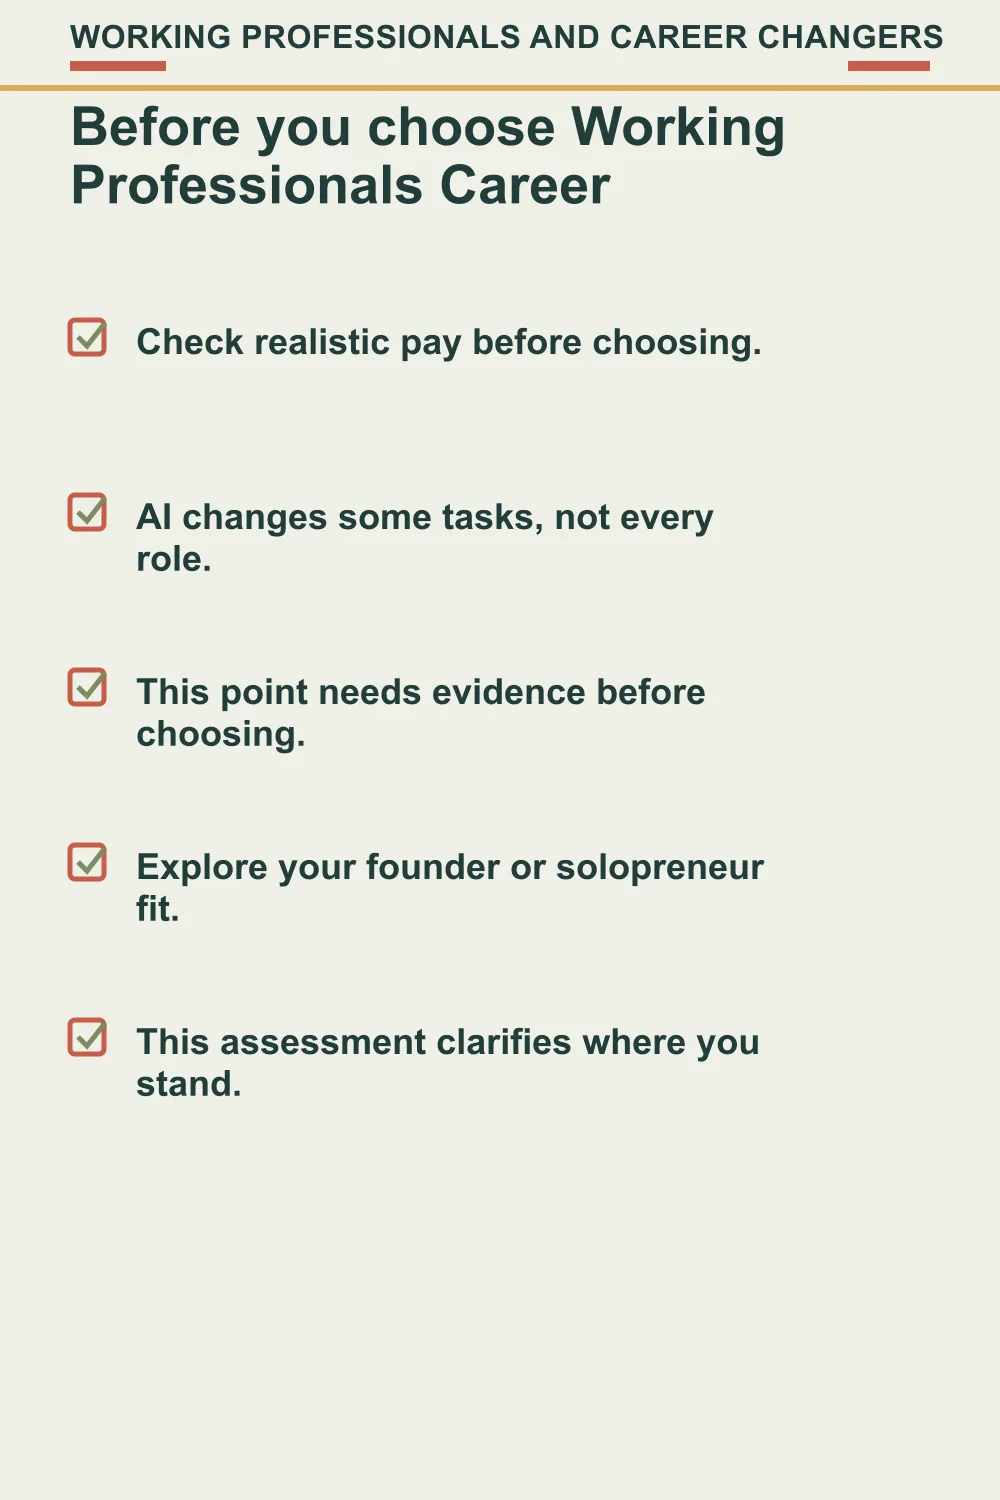 WORKING PROFESSIONALS AND CAREER CHANGERS
Before you choose Working
Professionals Career
Check realistic pay before choosing.
AI changes some tasks, not every
role.
This point needs evidence before
choosing.
Explore your founder or solopreneur
fit.
This assessment clarifies where you
stand.